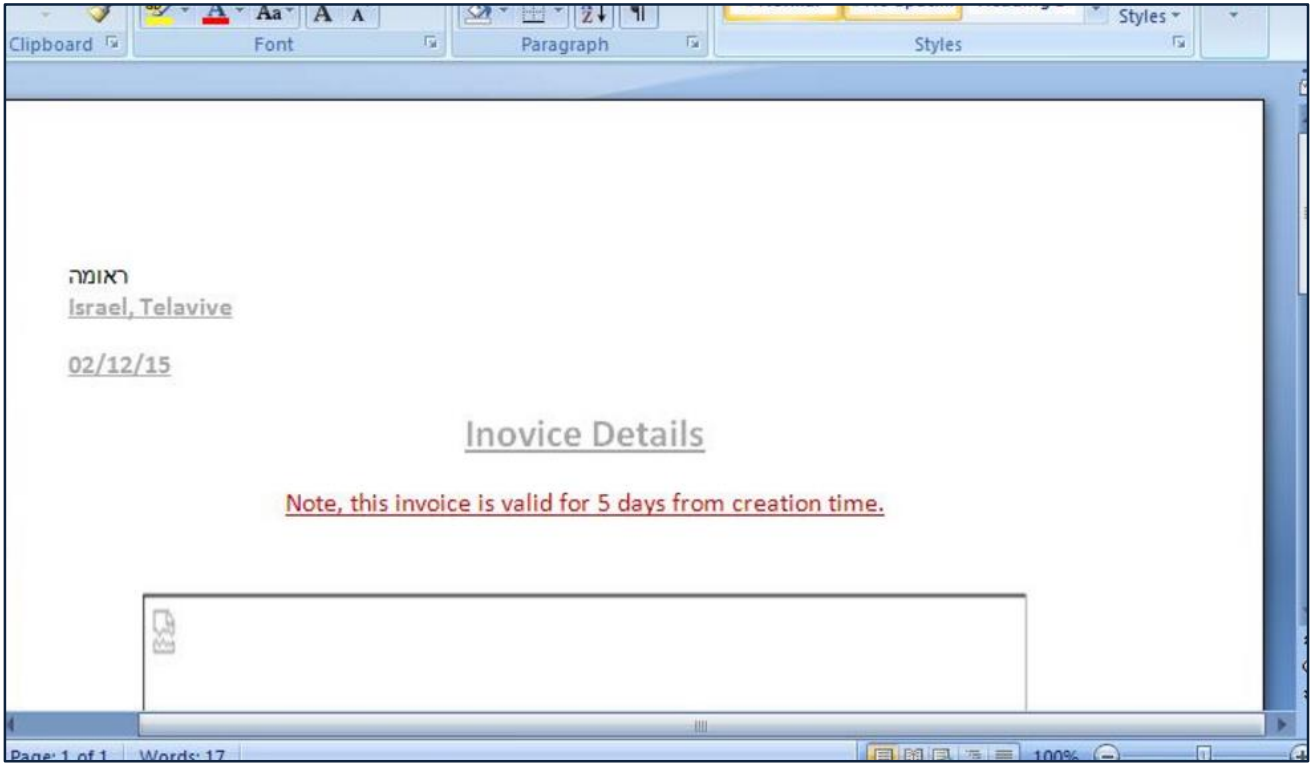 Aa A A
Clipboard Font Paragraph Styles
Styles
ראומה
Israel, Telavive
02/12/15
Inovice Details
Note, this invoice is valid for 5 days from creation time.
Page: 1 of 1 Words: 17 100%